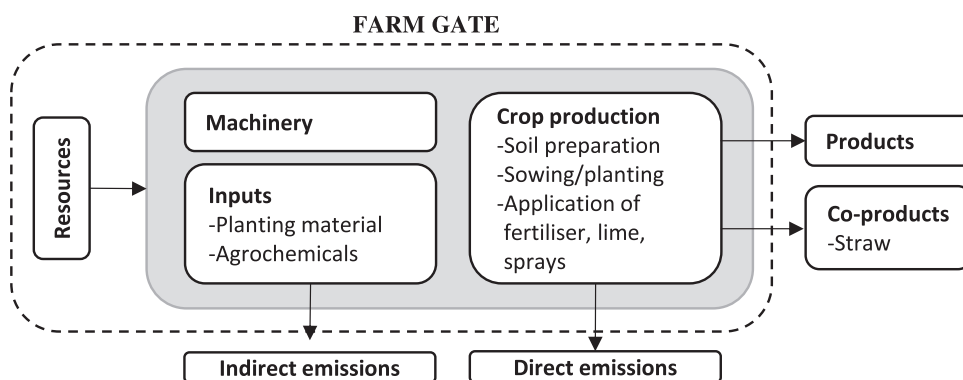 FARM GATE
Resources
Machinery
Inputs
-Planting material
-Agrochemicals
Crop production
-Soil preparation
-Sowing/planting
-Application of
fertiliser, lime,
sprays
Products
Co-products
-Straw
Indirect emissions
Direct emissions